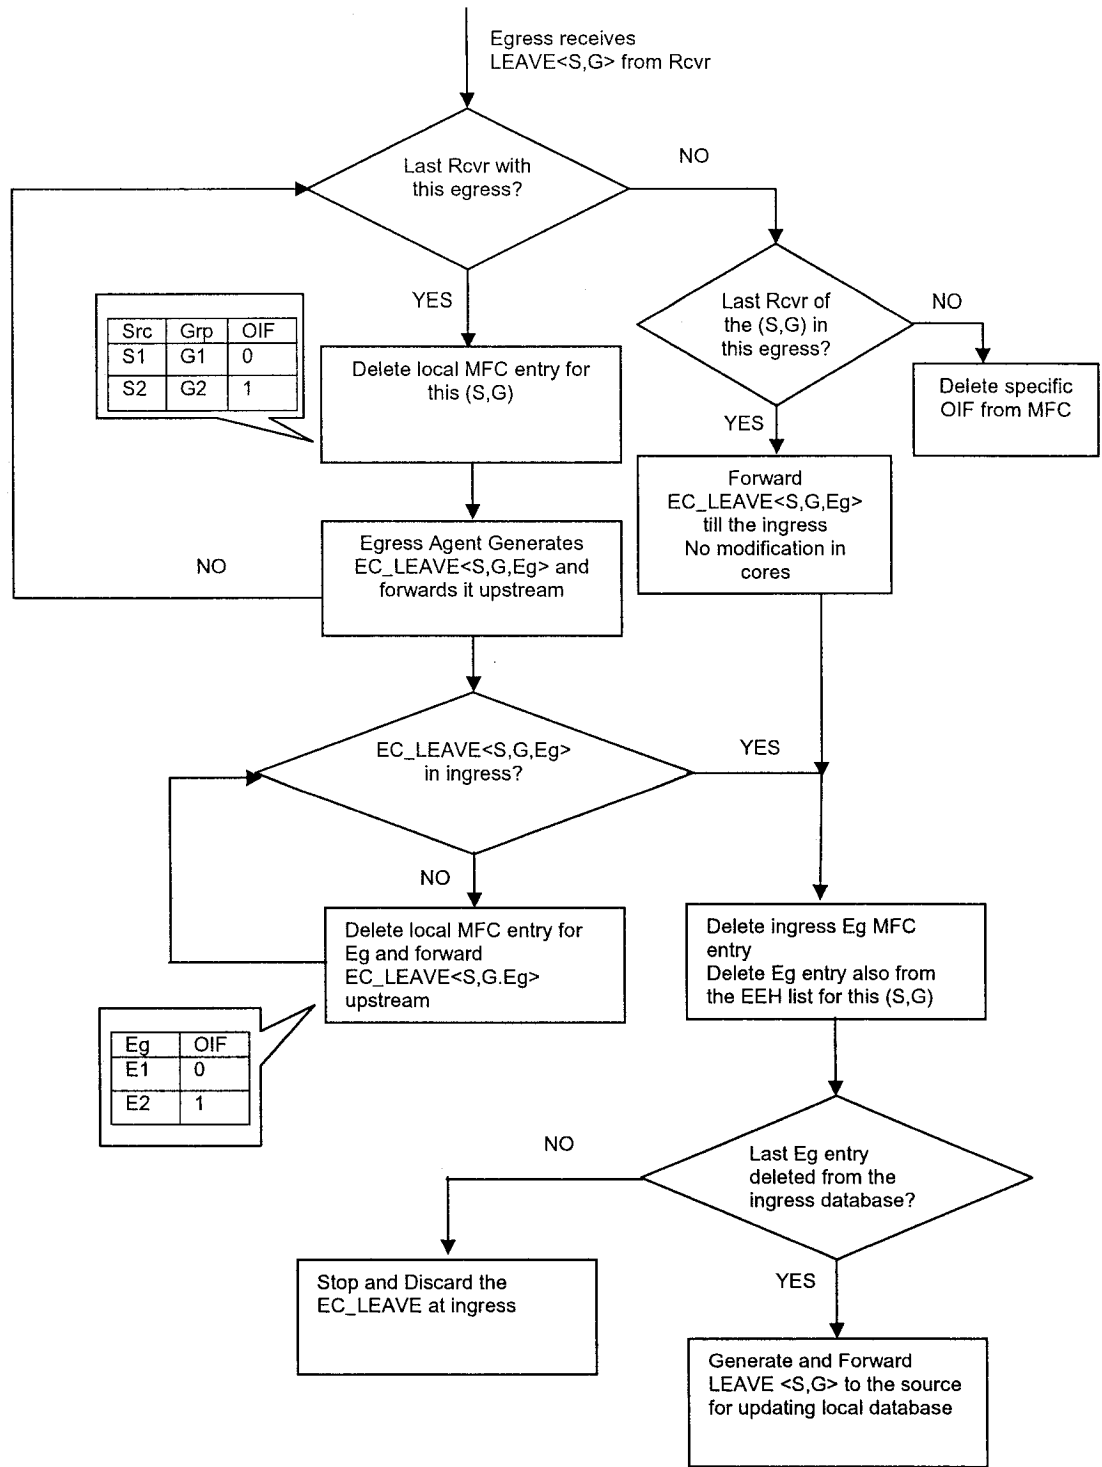 Egress receives
LEAVE<S,G> from Rcvr
Last Rcvr with
this egress?
NO
YES
Last Rcvr of
the (S,G) in
this egress?
NO
Src Grp OIF
S1 G1 0
S2 G2 1
Delete local MFC entry for
this (S,G)
Delete specific
OIF from MFC
YES
Forward
EC_LEAVE<S,G,Eg>
till the ingress
No modification in
cores
Egress Agent Generates
EC_LEAVE<S,G,Eg> and
forwards it upstream
NO
EC_LEAVE<S,G,Eg>
in ingress?
YES
NO
Delete local MFC entry for
Eg and forward
EC_LEAVE<S,G.Eg>
upstream
Delete ingress Eg MFC
entry
Delete Eg entry also from
the EEH list for this (S,G)
Eg OIF
E1 0
E2 1
NO
Last Eg entry
deleted from the
ingress database?
Stop and Discard the
EC_LEAVE at ingress
YES
Generate and Forward
LEAVE <S,G> to the source
for updating local database